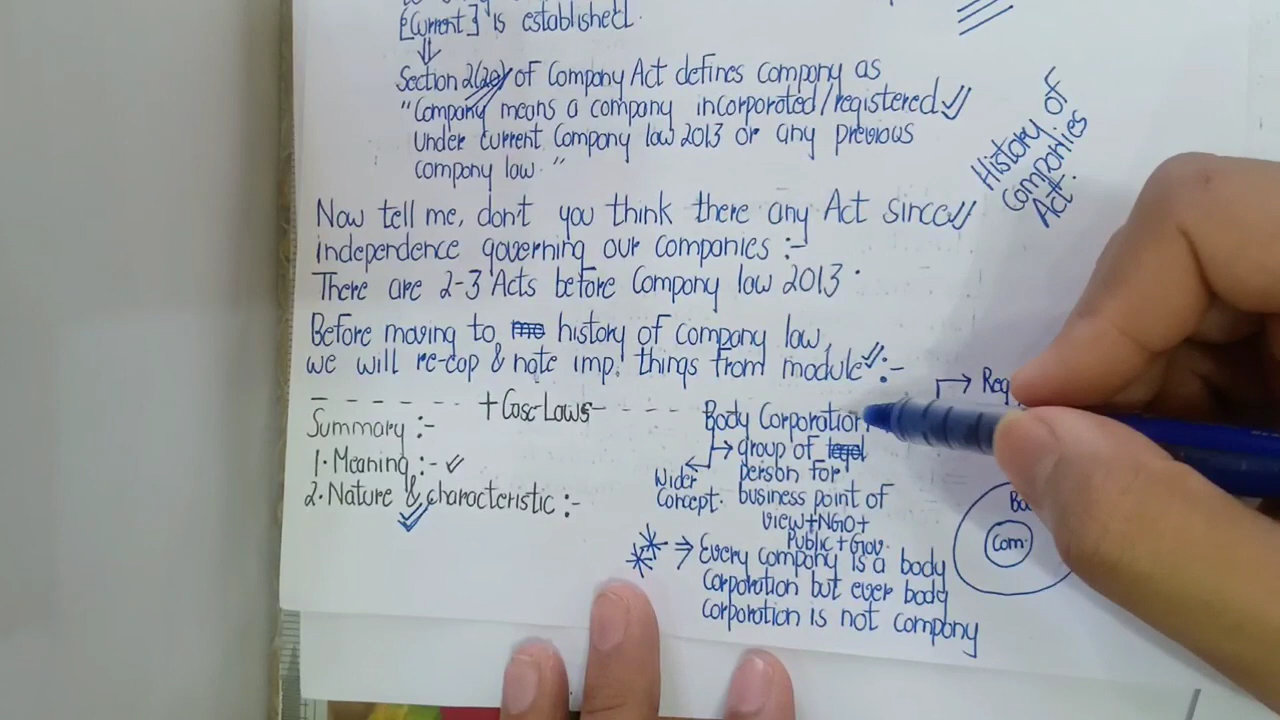 [Current] is established.
Section 2(20) of Company Act defines company as
"Company means a company incorporated/registered
under current Company law 2013 or any previous
company law."
History of
Companies
Act.
Now tell me, don't you think there any Act since
independence governing our companies :-
There are 2-3 Acts before Company law 2013.
Before moving to history of company law,
we will re-cap & note imp. things from module :-
+Case-Laws
Summary :-
1. Meaning :-
2. Nature & characteristic :-
Body Corporation
group of legal
person for
business point of
view+NGO+
Public+Gov.
Wider
Concept.
Every company is a body
Corporation but ever body
corporation is not company
Reg
Com.